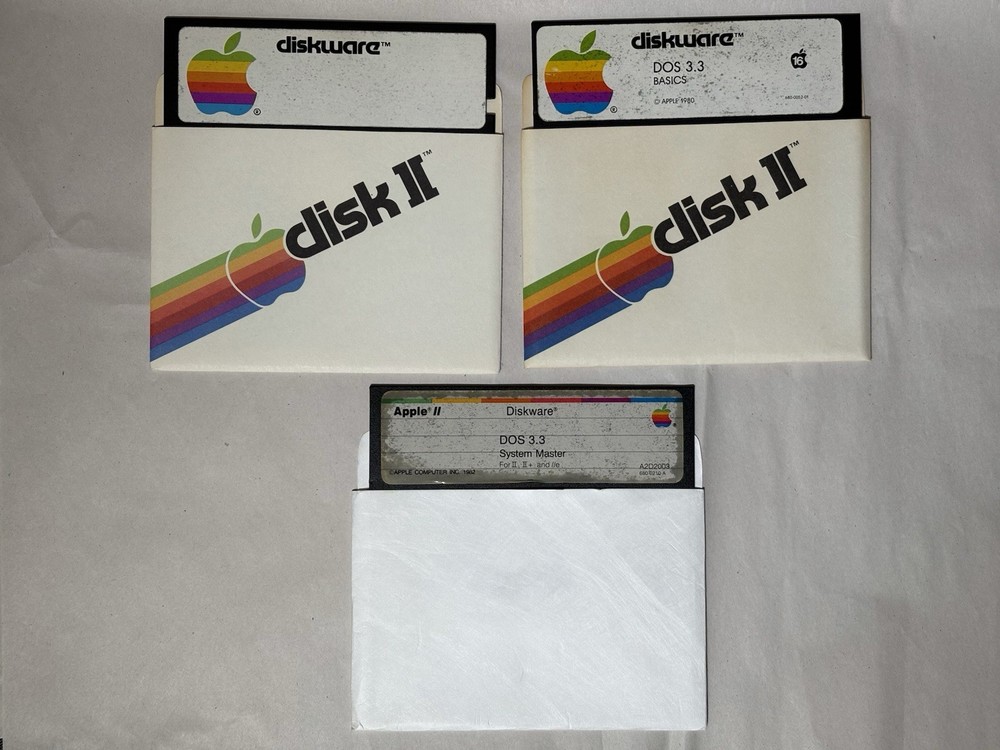 diskware™
®
disk II™
diskware™
DOS 3.3
BASICS
16
© APPLE 1980
®
disk II™
Apple® II Diskware®
DOS 3.3
System Master
For II, II+ and IIe
©APPLE COMPUTER INC. 1982
A2D2003